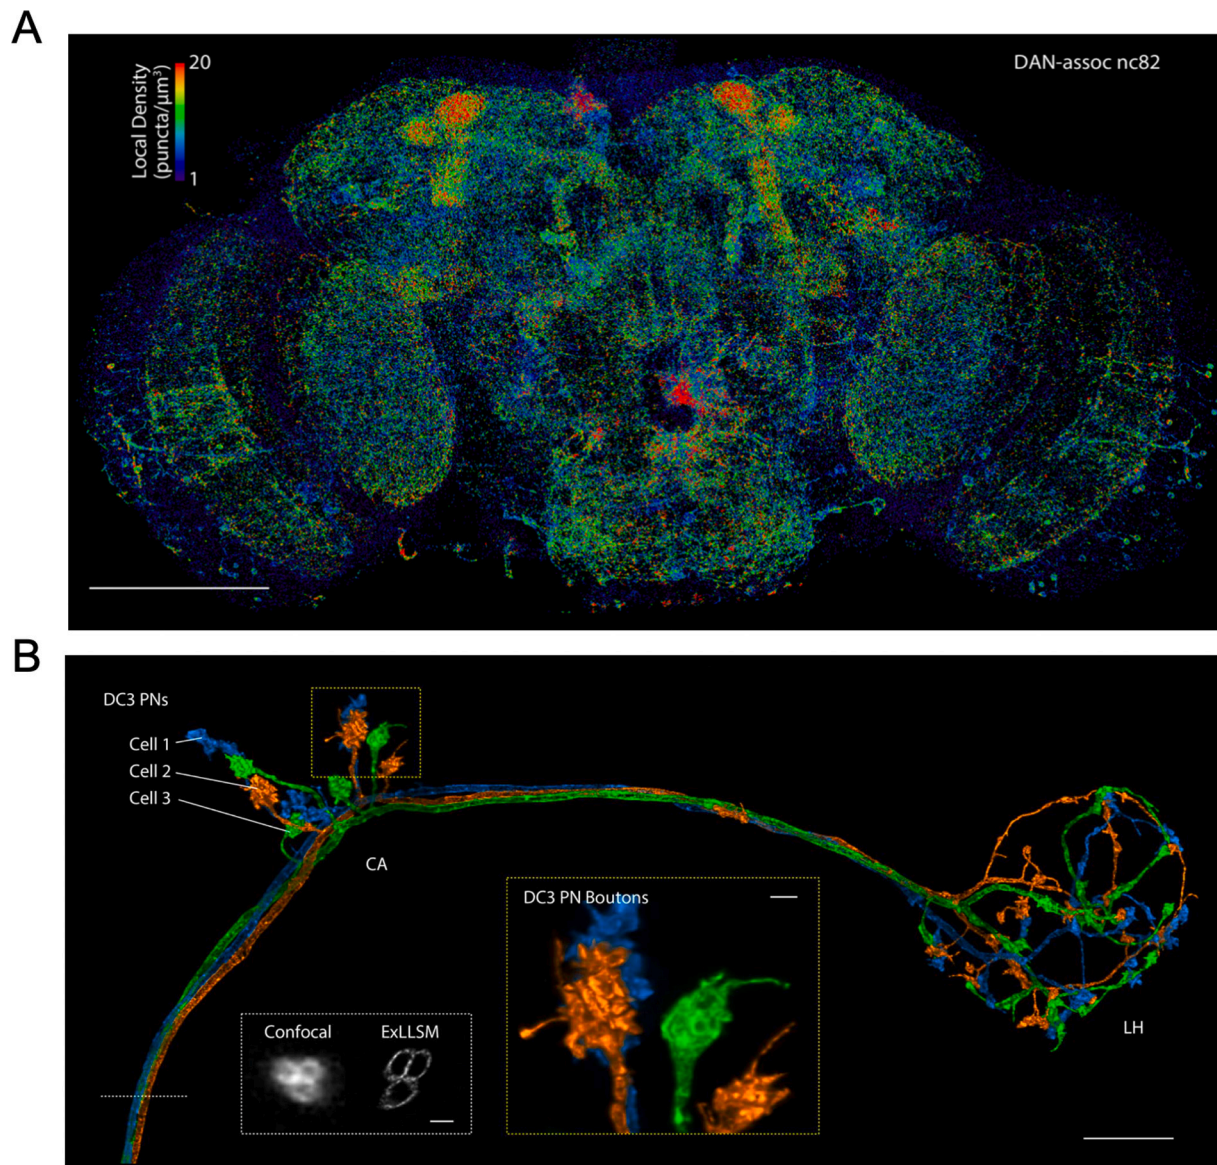 A
DAN-assoc nc82
Local Density
(puncta/μm³)
20
1
B
DC3 PNs
Cell 1
Cell 2
Cell 3
CA
DC3 PN Boutons
Confocal
ExLLSM
LH